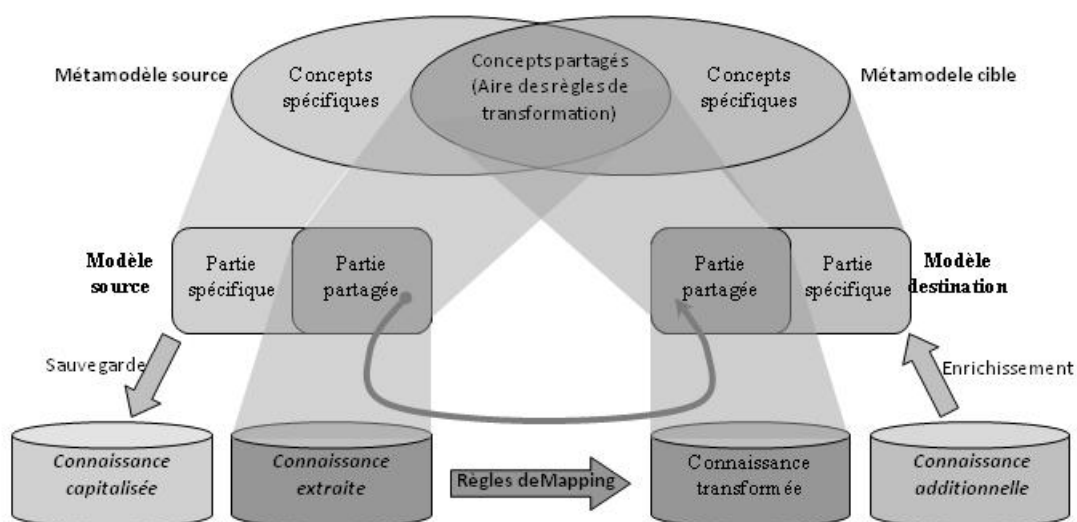 Métamodèle source
Concepts
spécifiques
Concepts partagés
(Aire des règles de
transformation)
Concepts
spécifiques
Métamodele cible
Modèle
source
Partie
spécifique
Partie
partagée
Partie
partagée
Partie
spécifique
Modèle
destination
Sauvegarde
Enrichissement
Connaissance
capitalisée
Connaissance
extraite
Règles de Mapping
Connaissance
transformée
Connaissance
additionnelle